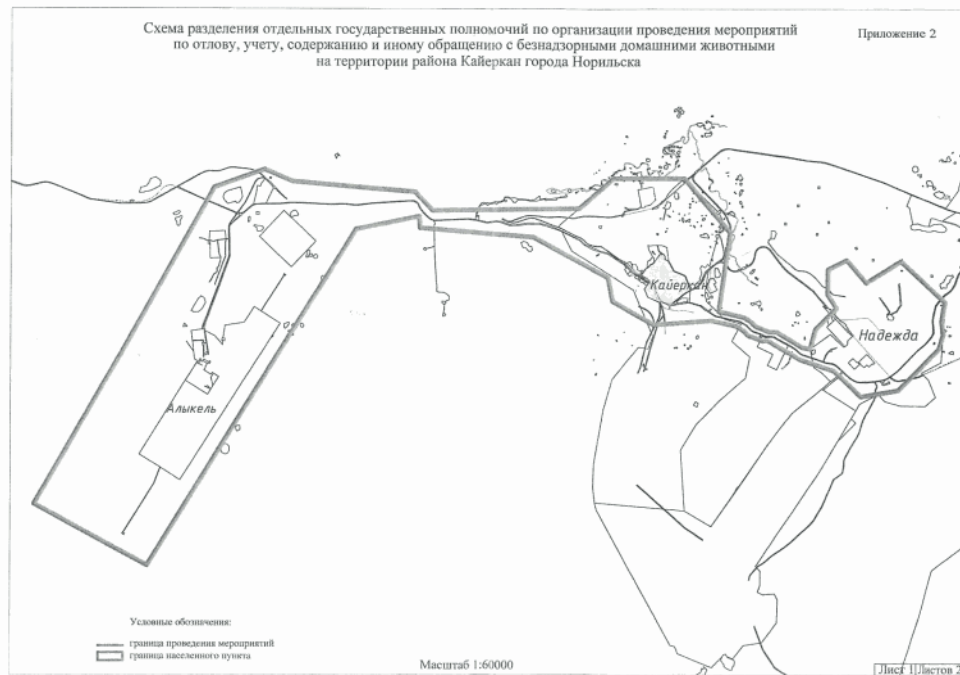 Схема разделения отдельных государственных полномочий по организации проведения мероприятий
по отлову, учету, содержанию и иному обращению с безнадзорными домашними животными
на территории района Кайеркан города Норильска
Приложение 2
Кайеркан
Надежда
Алыкель
Условные обозначения:
граница проведения мероприятий
граница населенного пункта
Масштаб 1:60000
Лист 1 Листов 2